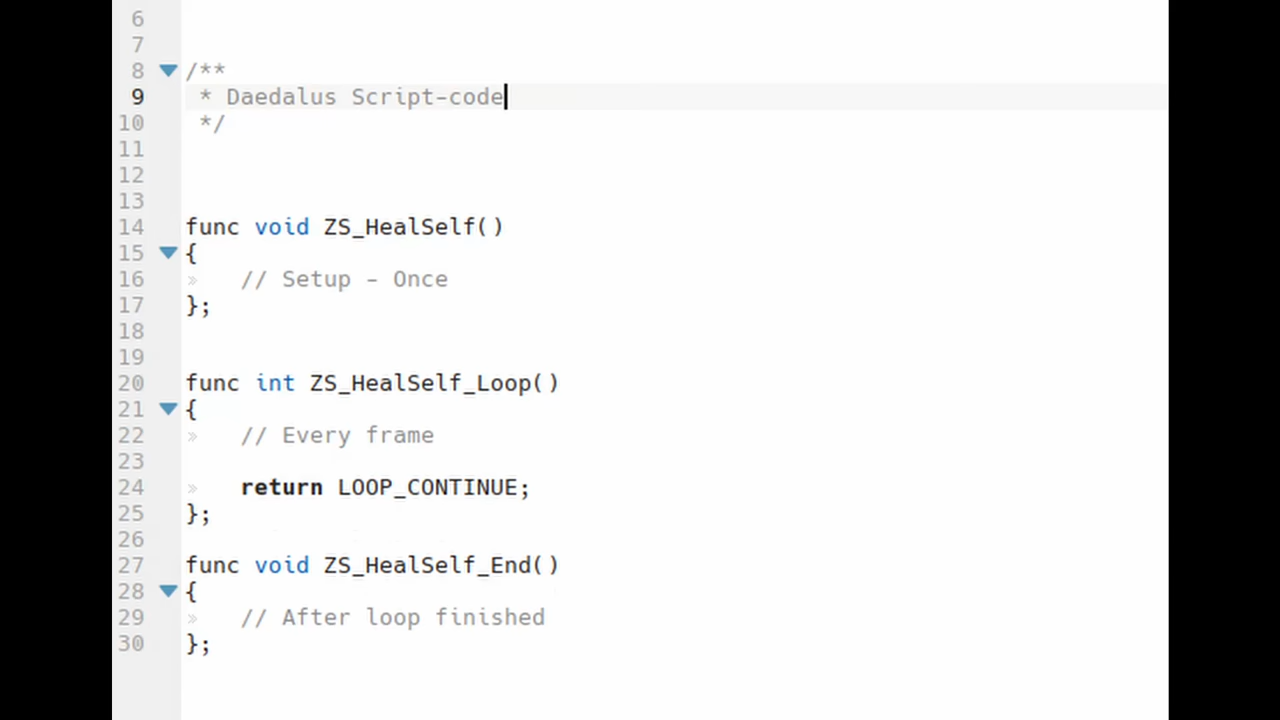 6
7
8 /**
9 * Daedalus Script-code
10 */
11
12
13
14 func void ZS_HealSelf()
15 {
16 » // Setup - Once
17 };
18
19
20 func int ZS_HealSelf_Loop()
21 {
22 » // Every frame
23
24 » return LOOP_CONTINUE;
25 };
26
27 func void ZS_HealSelf_End()
28 {
29 » // After loop finished
30 };